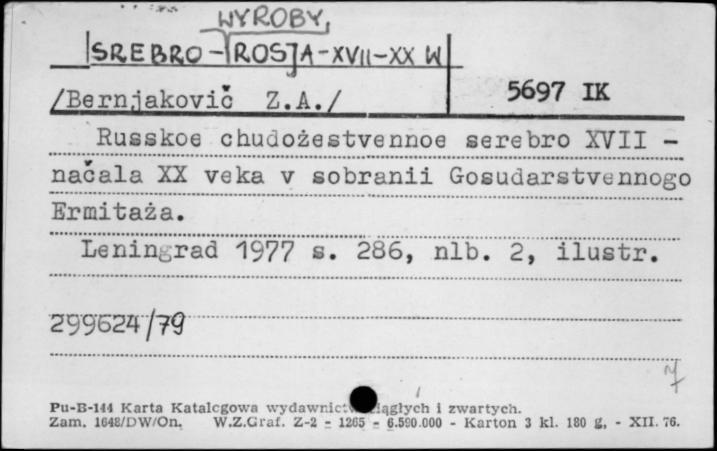 WYROBY,
SREBRO - ROSJA - XVII - XX W
/Bernjakovič Z.A./ 5697 IK
Russkoe chudožestvennoe serebro XVII -
načala XX veka v sobranii Gosudarstvennogo
Ermitaża.
Leningrad 1977 s. 286, nlb. 2, ilustr.
299624/79
Pu-B-144 Karta Katalogowa wydawnictw ciągłych i zwartych.
Zam. 1648/DW/On. W.Z.Graf. Z-2 - 1265 - 6.590.000 - Karton 3 kl. 180 g, - XII. 76.